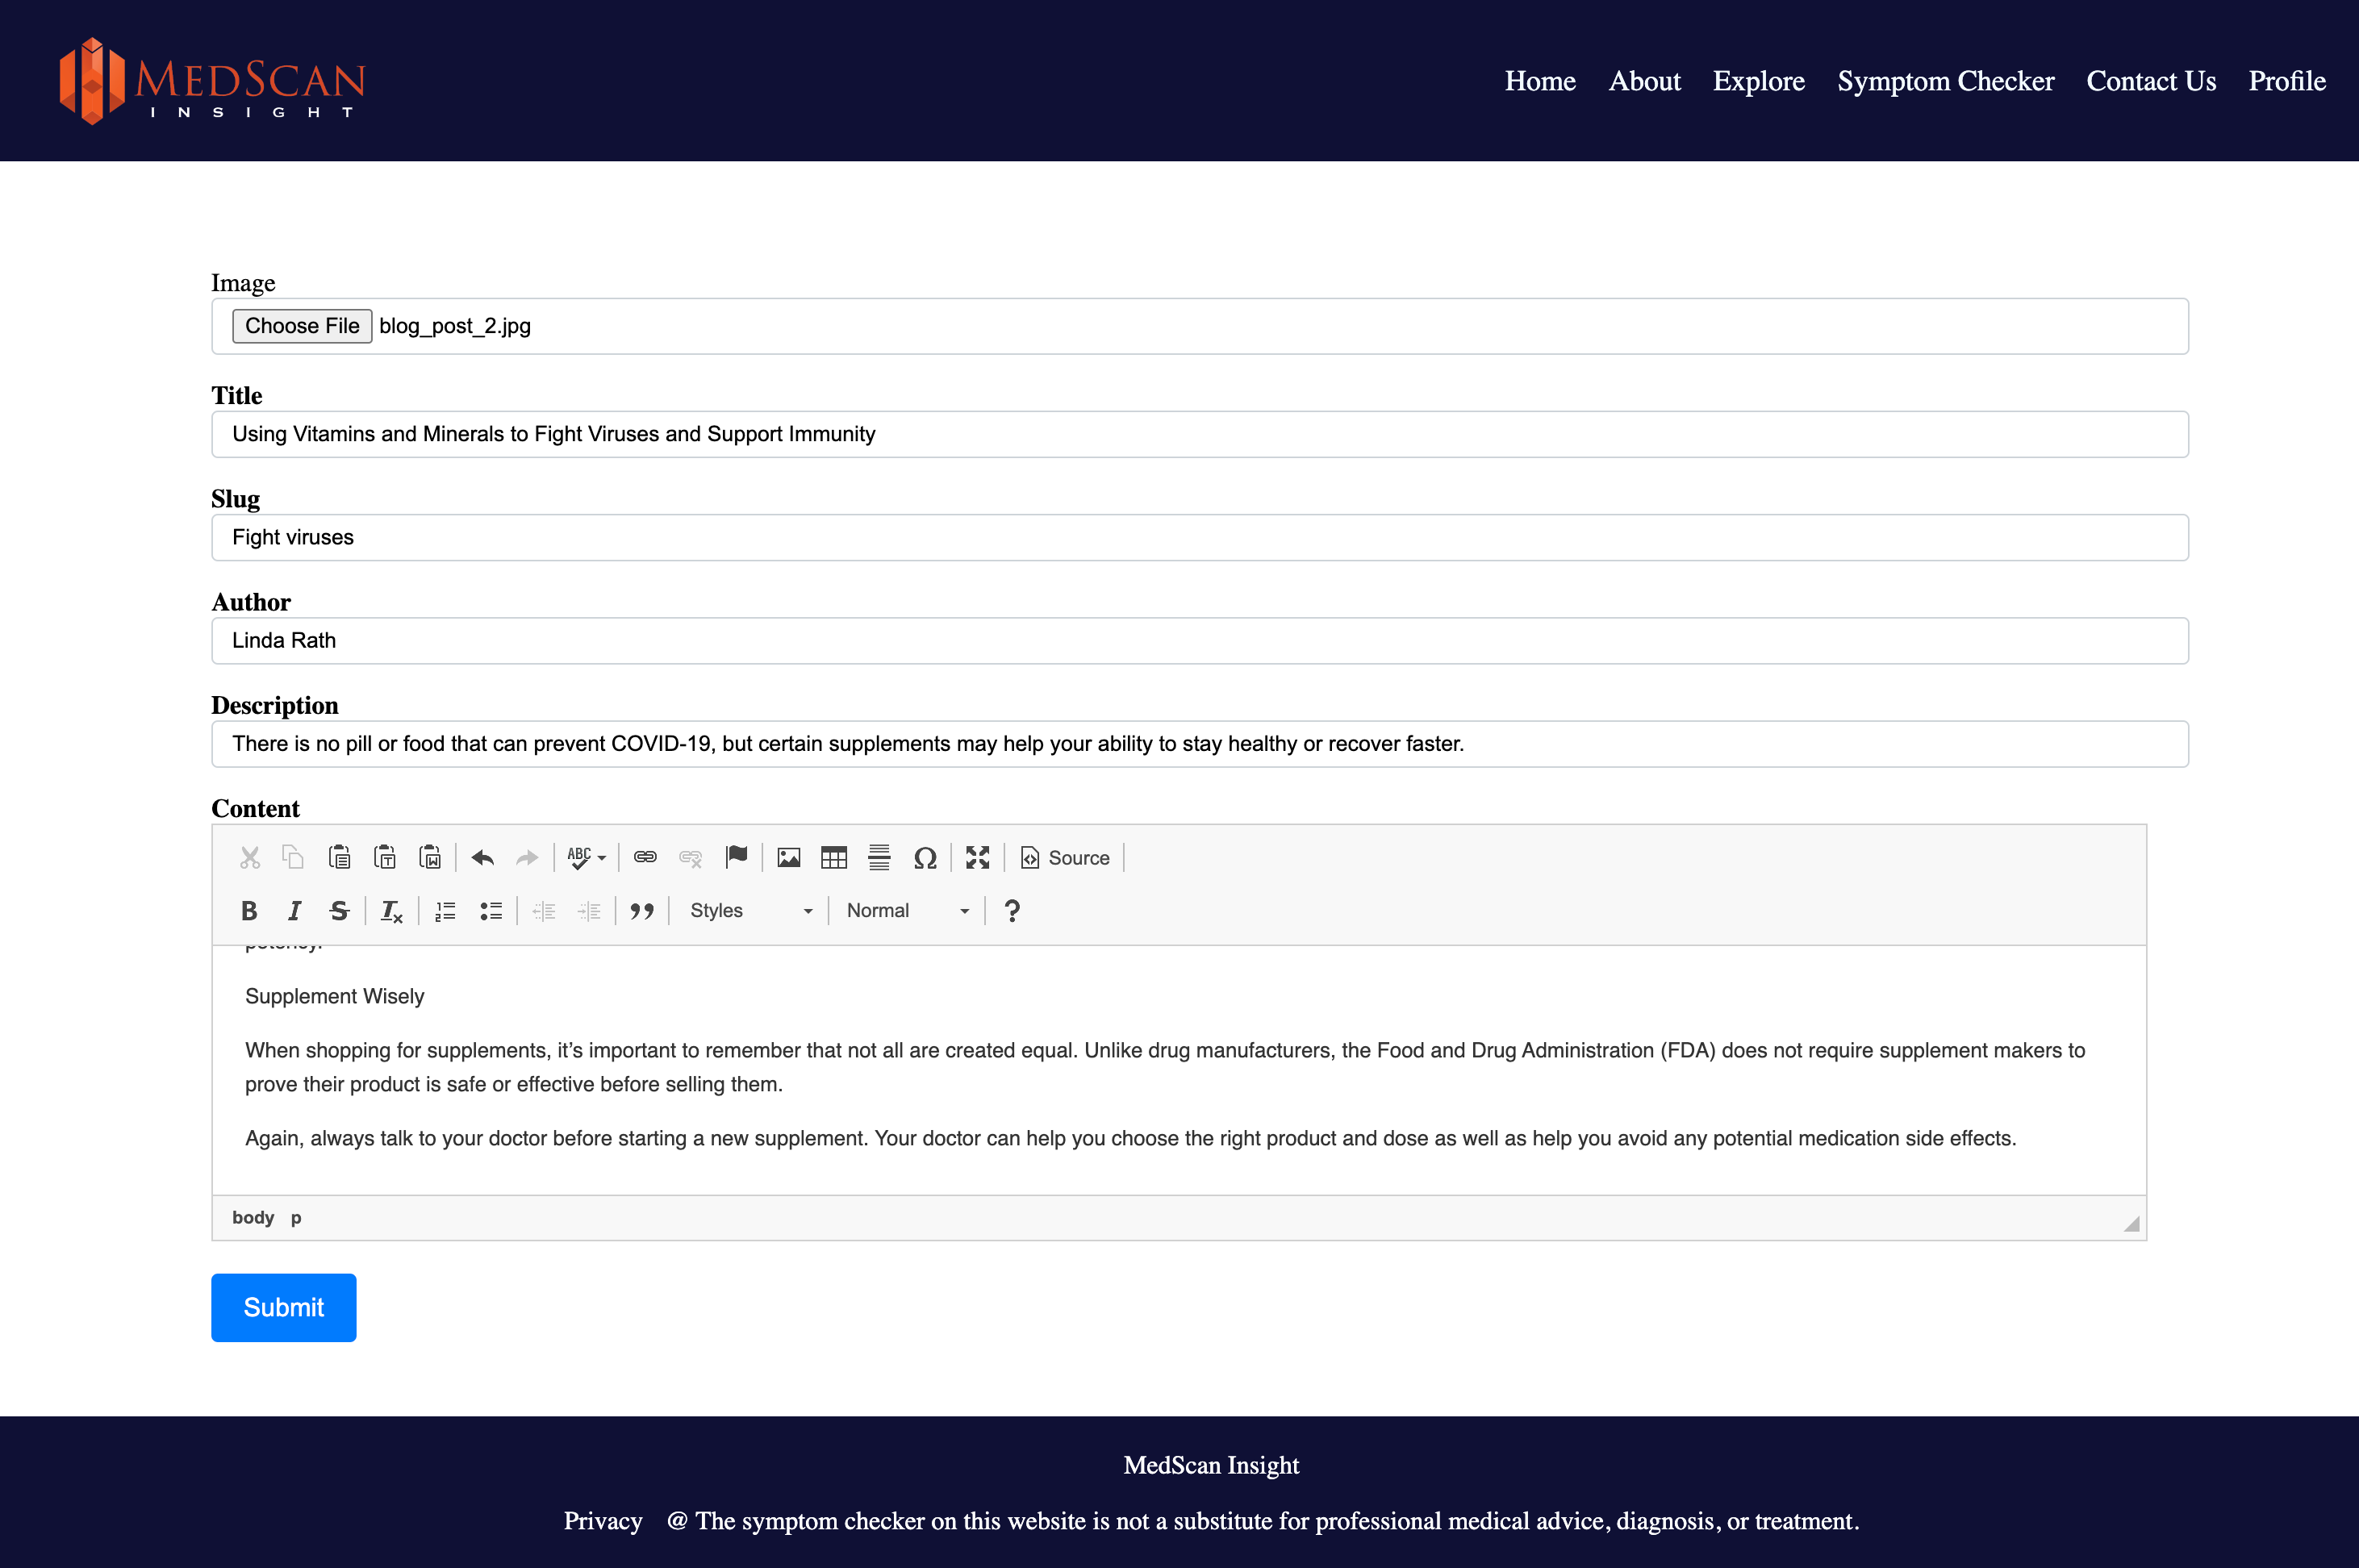 MEDSCAN
INSIGHT
Home About Explore Symptom Checker Contact Us Profile
Image
Choose File blog_post_2.jpg
Title
Using Vitamins and Minerals to Fight Viruses and Support Immunity
Slug
Fight viruses
Author
Linda Rath
Description
There is no pill or food that can prevent COVID-19, but certain supplements may help your ability to stay healthy or recover faster.
Content
ABC Source
B I S Tx Styles Normal ?
potency.
Supplement Wisely
When shopping for supplements, it’s important to remember that not all are created equal. Unlike drug manufacturers, the Food and Drug Administration (FDA) does not require supplement makers to
prove their product is safe or effective before selling them.
Again, always talk to your doctor before starting a new supplement. Your doctor can help you choose the right product and dose as well as help you avoid any potential medication side effects.
body p
Submit
MedScan Insight
Privacy @ The symptom checker on this website is not a substitute for professional medical advice, diagnosis, or treatment.